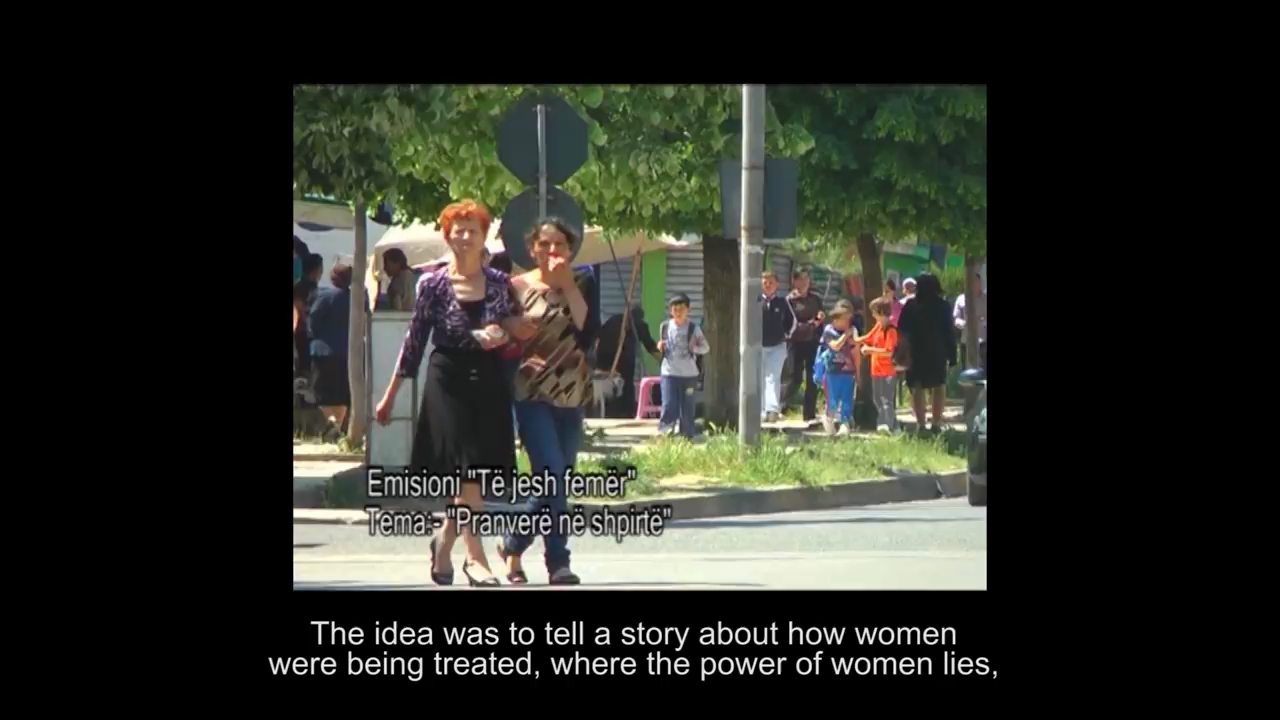 Emisioni "Të jesh femër"
Tema:- "Pranverë në shpirtë"
The idea was to tell a story about how women
were being treated, where the power of women lies,